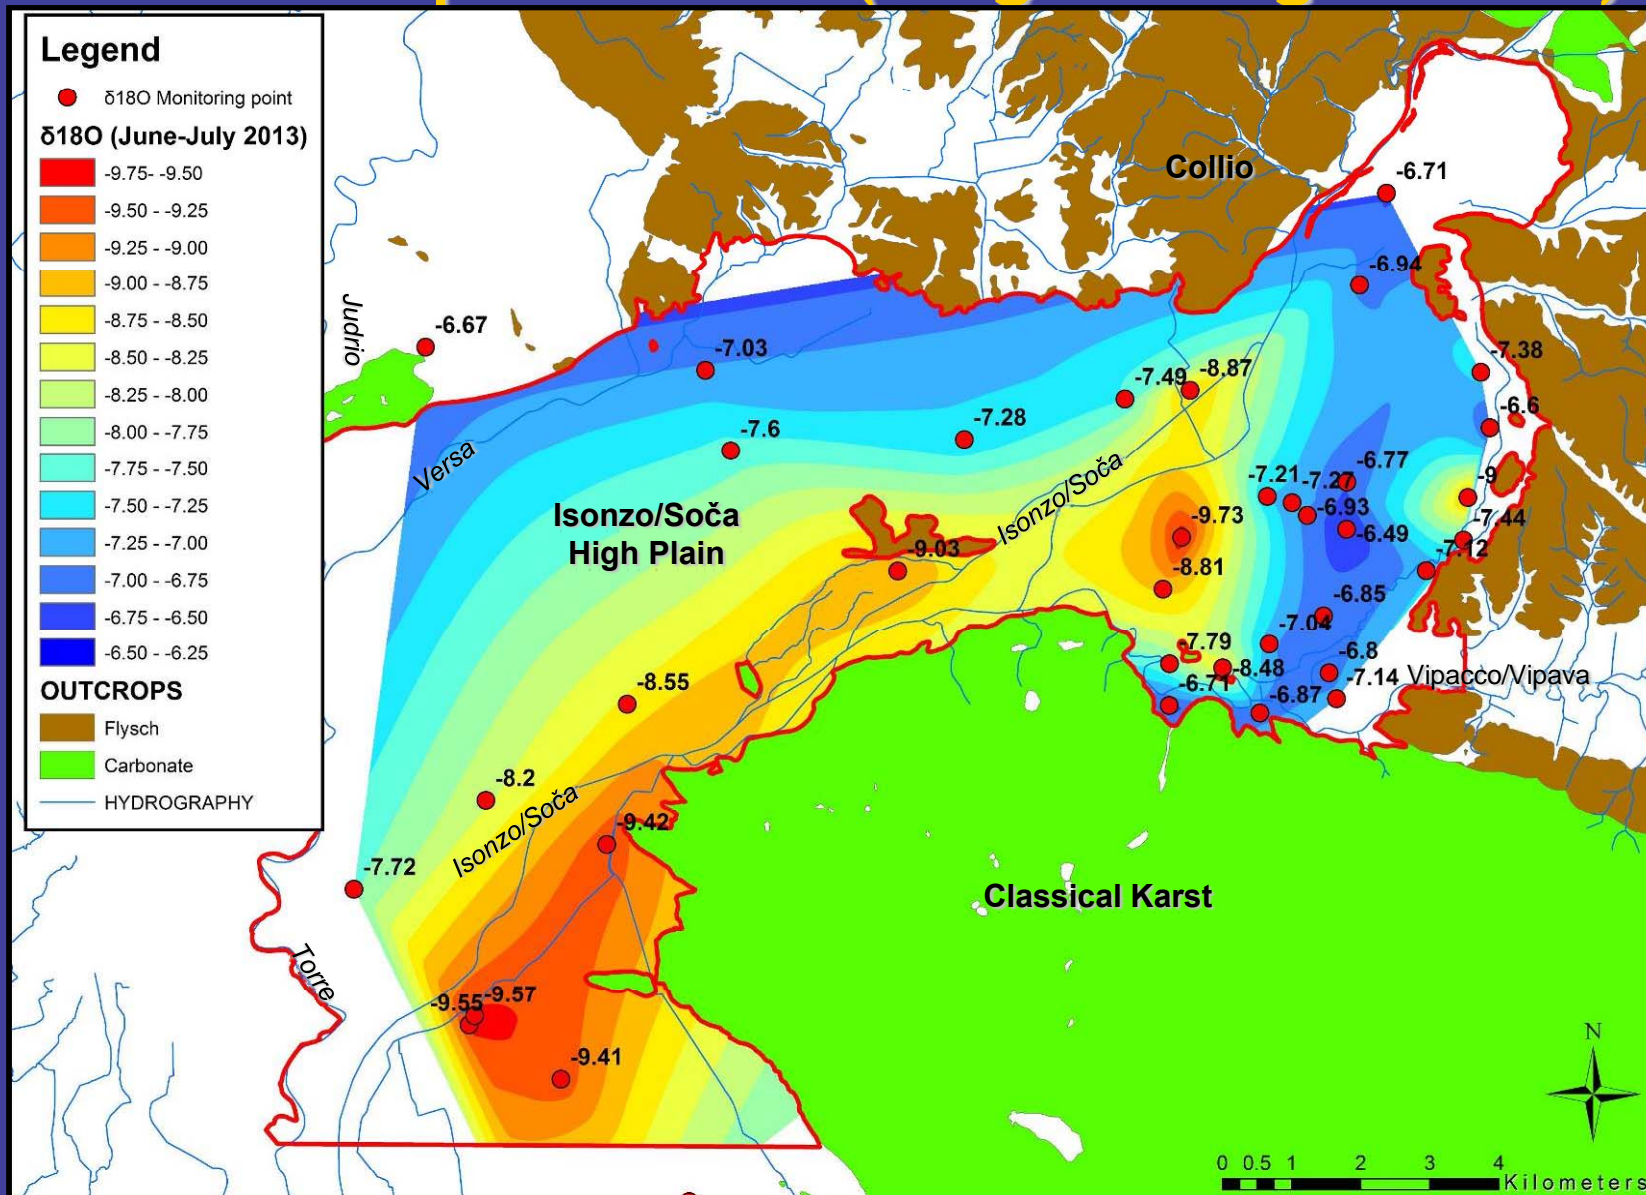 Legend
δ18O Monitoring point
δ18O (June-July 2013)
-9.75- -9.50
-9.50 - -9.25
-9.25 - -9.00
-9.00 - -8.75
-8.75 - -8.50
-8.50 - -8.25
-8.25 - -8.00
-8.00 - -7.75
-7.75 - -7.50
-7.50 - -7.25
-7.25 - -7.00
-7.00 - -6.75
-6.75 - -6.50
-6.50 - -6.25
OUTCROPS
Flysch
Carbonate
HYDROGRAPHY
Collio
-6.71
-6.94
Judrio
-6.67
-7.03
-7.38
-7.49
-8.87
-6.6
-7.6
-7.28
Versa
Isonzo/Soča
-6.77
-7.21
-7.27
-9
-6.93
-7.44
Isonzo/Soča
High Plain
-9.73
-6.49
-9.03
-7.12
-8.81
-6.85
-7.04
-7.79
-8.48
-6.8
-7.14
Vipacco/Vipava
-6.71
-6.87
-8.55
-8.2
Isonzo/Soča
-9.42
-7.72
Classical Karst
Torre
-9.55
-9.57
-9.41
N
0 0.5 1 2 3 4
Kilometers